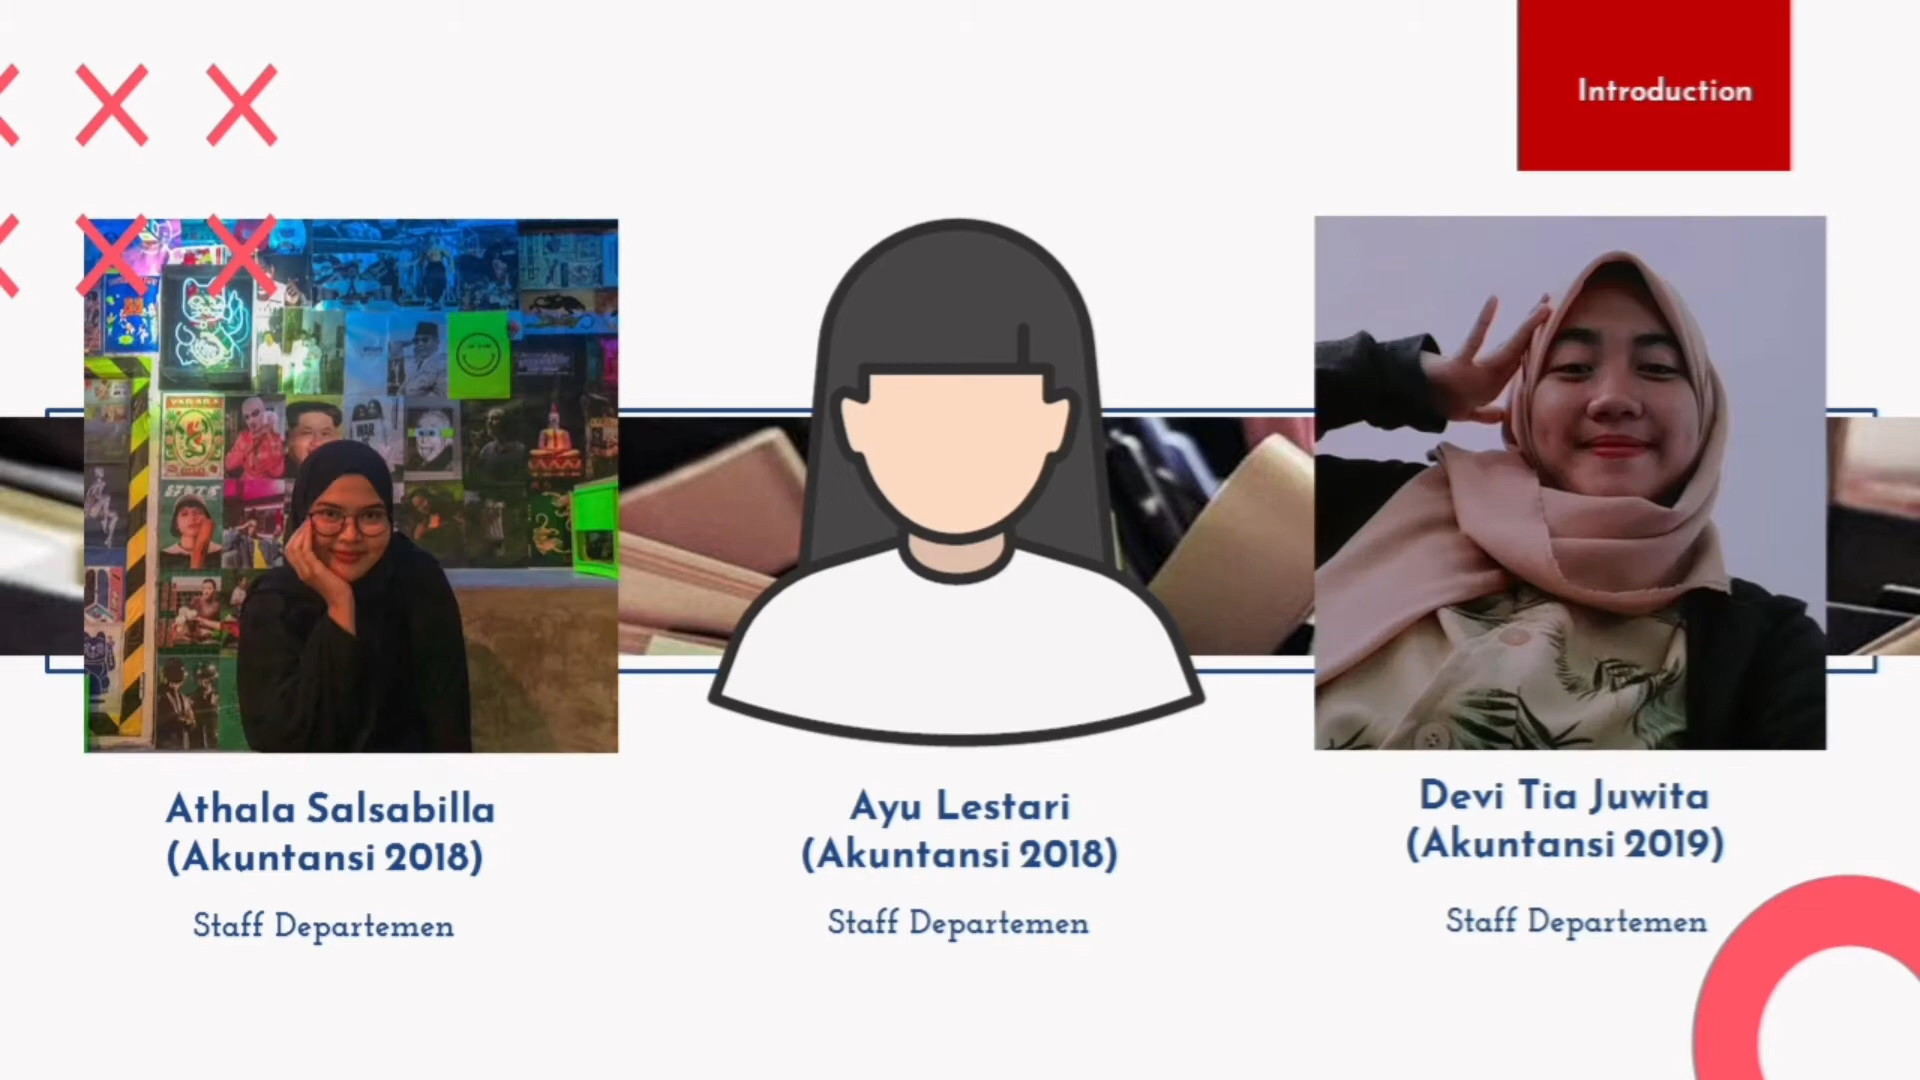 Introduction
Athala Salsabilla
(Akuntansi 2018)
Staff Departemen
Ayu Lestari
(Akuntansi 2018)
Staff Departemen
Devi Tia Juwita
(Akuntansi 2019)
Staff Departemen